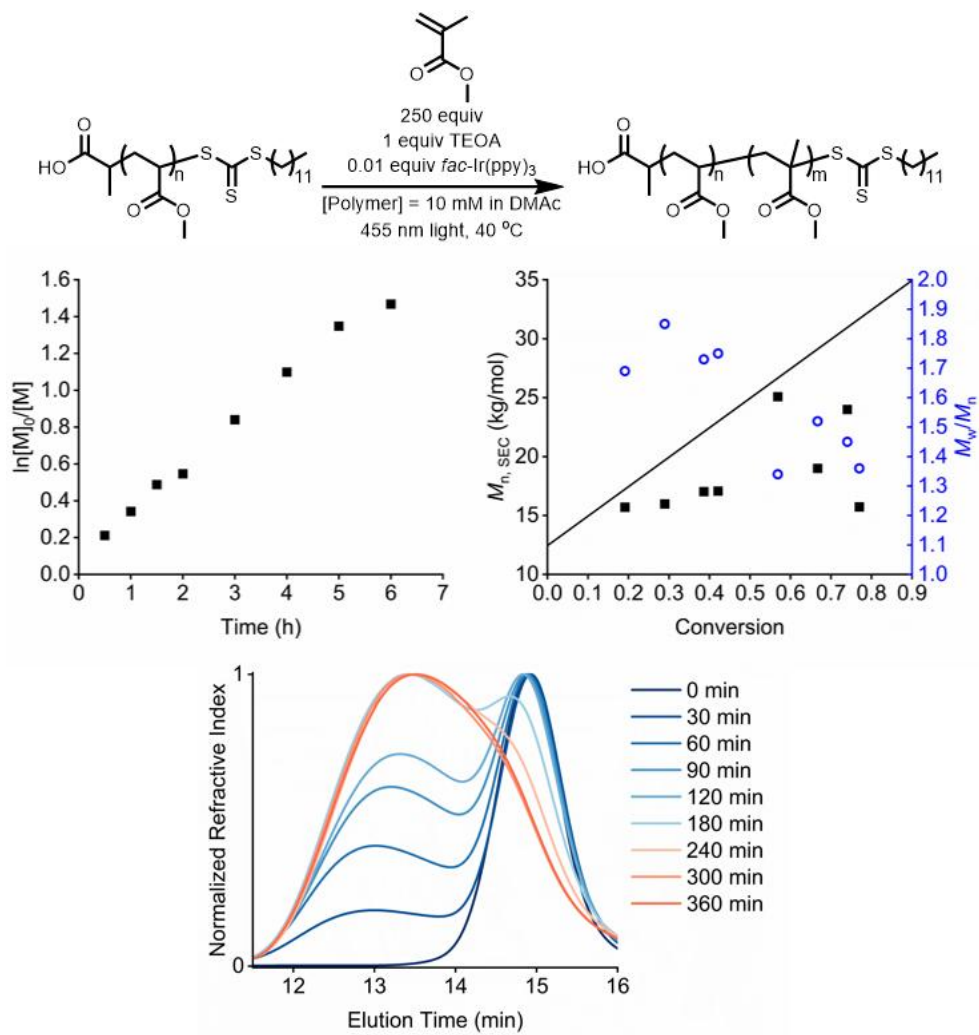 O
O
250 equiv
1 equiv TEOA
0.01 equiv fac-Ir(ppy)3
[Polymer] = 10 mM in DMAc
455 nm light, 40 °C
O
HO
n
O
O
S
S
S
11
O
HO
n
O
O
m
O
O
S
S
S
11
1.6
1.4
1.2
1.0
0.8
0.6
0.4
0.2
0.0
0 1 2 3 4 5 6 7
ln[M]0/[M]
Time (h)
35
30
25
20
15
10
0.0 0.1 0.2 0.3 0.4 0.5 0.6 0.7 0.8 0.9
2.0
1.9
1.8
1.7
1.6
1.5
1.4
1.3
1.2
1.1
1.0
Mn, SEC (kg/mol)
Mw/Mn
Conversion
1
0
Normalized Refractive Index
12 13 14 15 16
Elution Time (min)
0 min
30 min
60 min
90 min
120 min
180 min
240 min
300 min
360 min